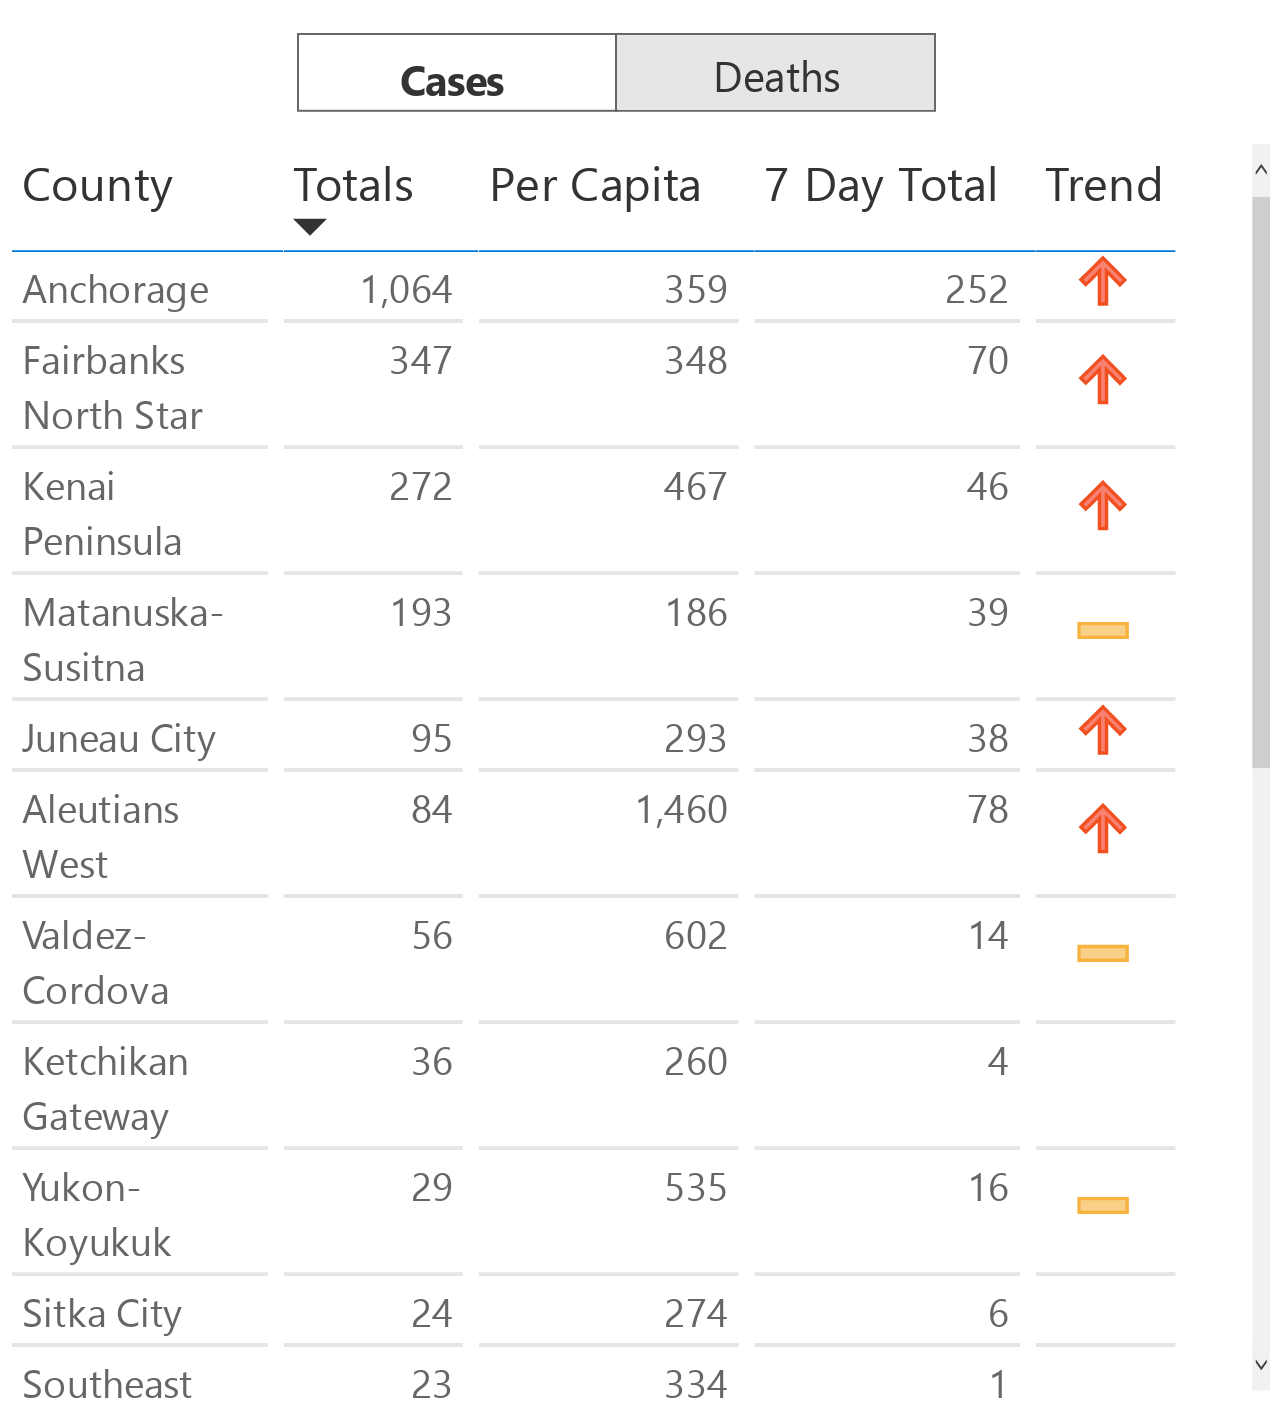 Cases Deaths
County Totals Per Capita 7 Day Total Trend
Anchorage 1,064 359 252
Fairbanks 347 348 70
North Star
Kenai 272 467 46
Peninsula
Matanuska- 193 186 39
Susitna
Juneau City 95 293 38
Aleutians 84 1,460 78
West
Valdez- 56 602 14
Cordova
Ketchikan 36 260 4
Gateway
Yukon- 29 535 16
Koyukuk
Sitka City 24 274 6
Southeast 23 334 1